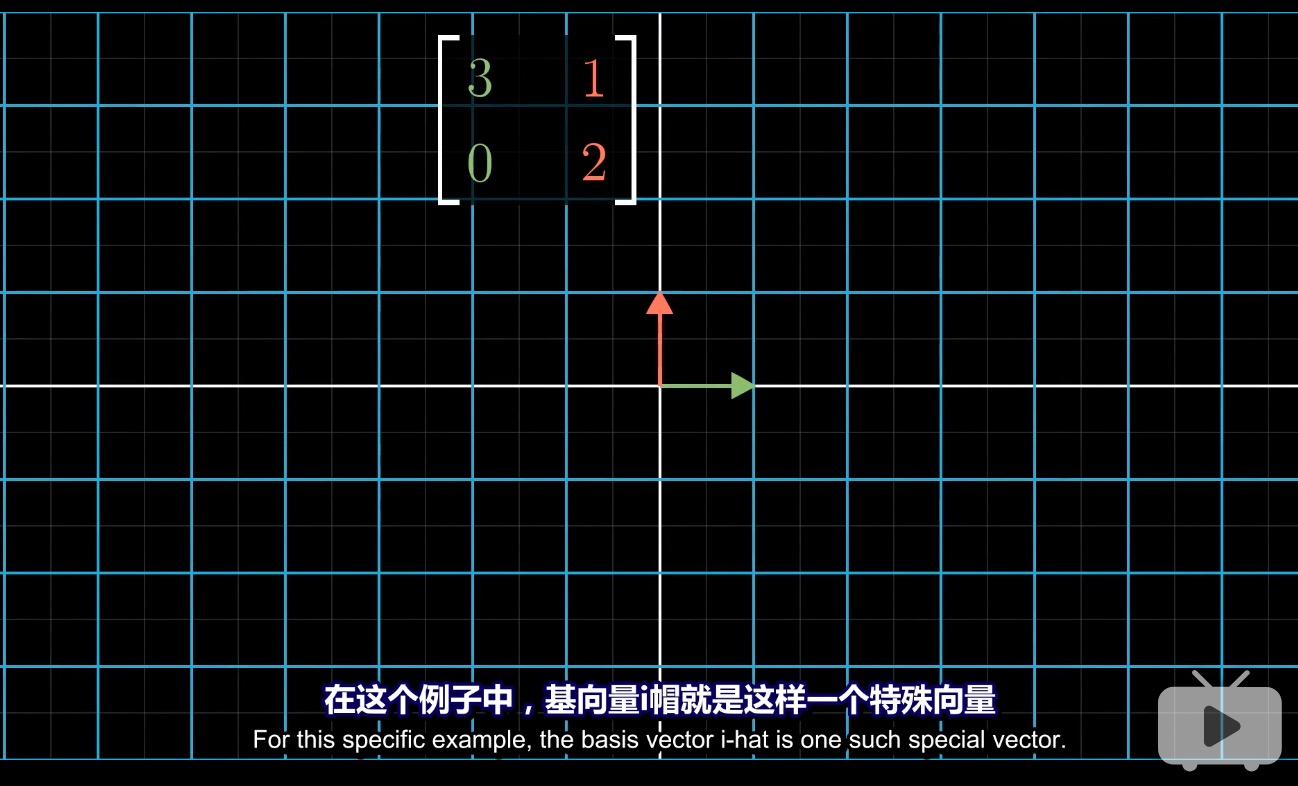 3 1
0 2
在这个例子中，基向量i帽就是这样一个特殊向量
For this specific example, the basis vector i-hat is one such special vector.